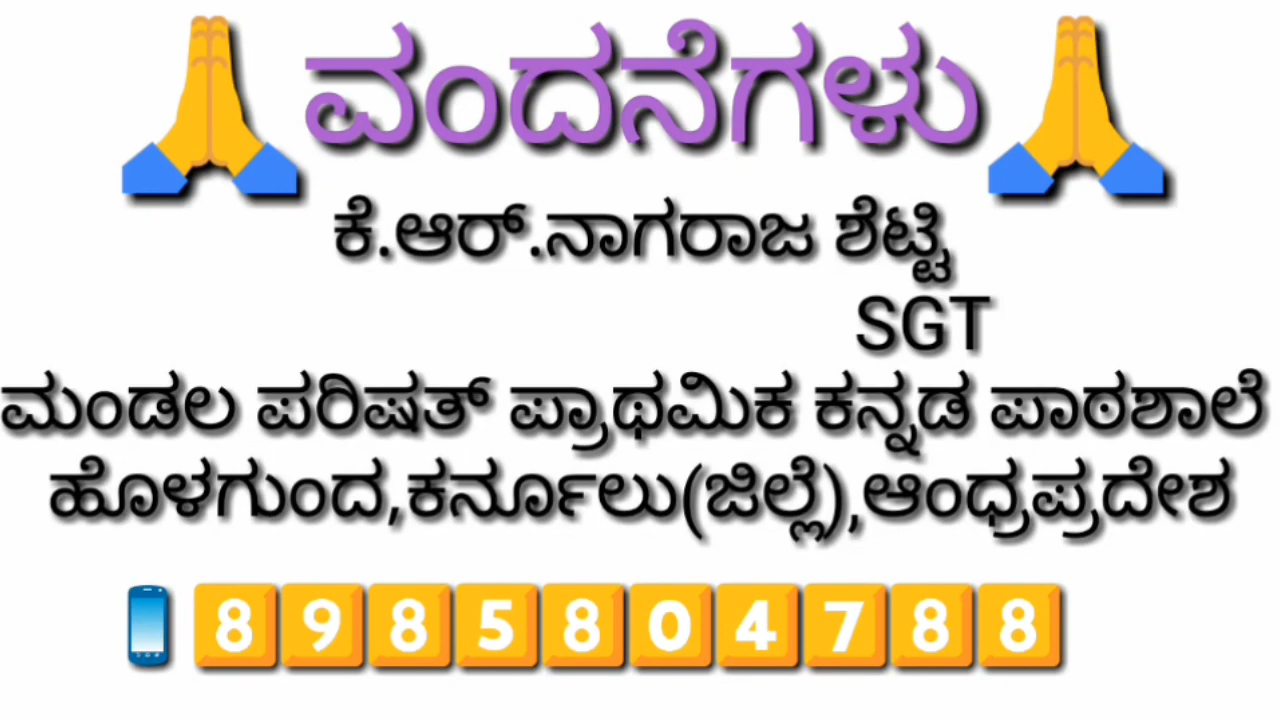 🙏ವಂದನೆಗಳು🙏
ಕೆ.ಆರ್.ನಾಗರಾಜ ಶೆಟ್ಟಿ
SGT
ಮಂಡಲ ಪರಿಷತ್ ಪ್ರಾಥಮಿಕ ಕನ್ನಡ ಪಾಠಶಾಲೆ
ಹೊಳಗುಂದ,ಕರ್ನೂಲು(ಜಿಲ್ಲೆ),ಆಂಧ್ರಪ್ರದೇಶ
📱8985804788